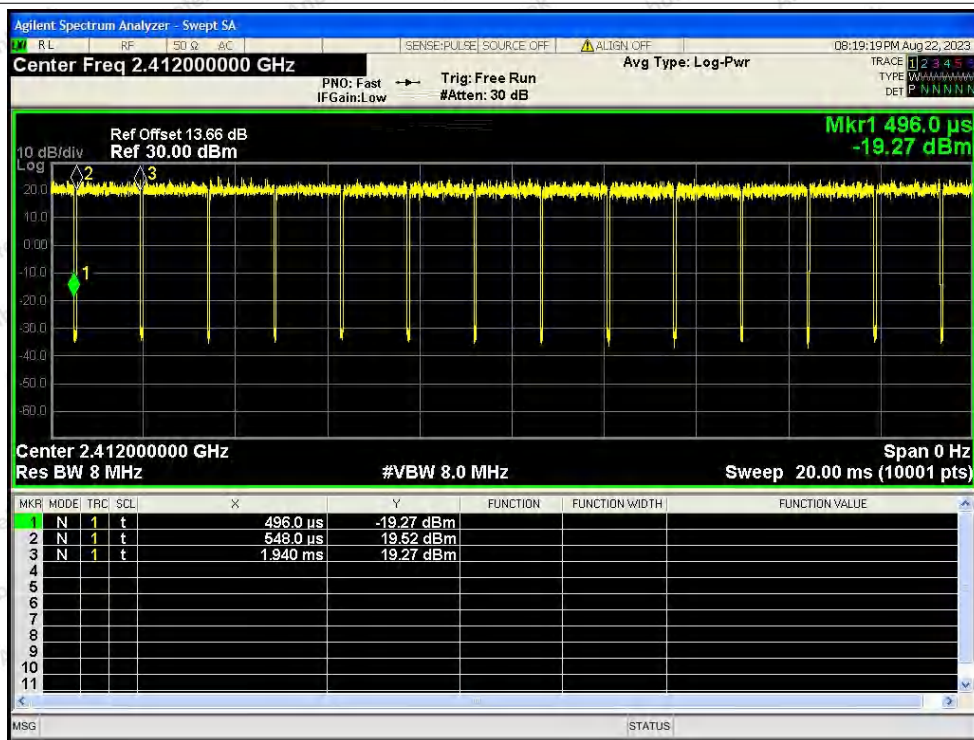 Agilent Spectrum Analyzer - Swept SA
RL RF 50 Ω AC SENSE:PULSE SOURCE OFF ALIGN OFF 08:19:19 PM Aug 22, 2023
Center Freq 2.412000000 GHz
PNO: Fast
IFGain:Low
Trig: Free Run
#Atten: 30 dB
Avg Type: Log-Pwr
TRACE 1 2 3 4 5 6
TYPE W
DET P N N N N N
Mkr1 496.0 µs
-19.27 dBm
Ref Offset 13.66 dB
10 dB/div Ref 30.00 dBm
Log
20.0
10.0
0.00
-10.0
-20.0
-30.0
-40.0
-50.0
-60.0
2
3
1
Center 2.412000000 GHz Span 0 Hz
Res BW 8 MHz #VBW 8.0 MHz Sweep 20.00 ms (10001 pts)
MKR MODE TRC SCL X Y FUNCTION FUNCTION WIDTH FUNCTION VALUE
1 N 1 t 496.0 µs -19.27 dBm
2 N 1 t 548.0 µs 19.52 dBm
3 N 1 t 1.940 ms 19.27 dBm
4
5
6
7
8
9
10
11
MSG STATUS